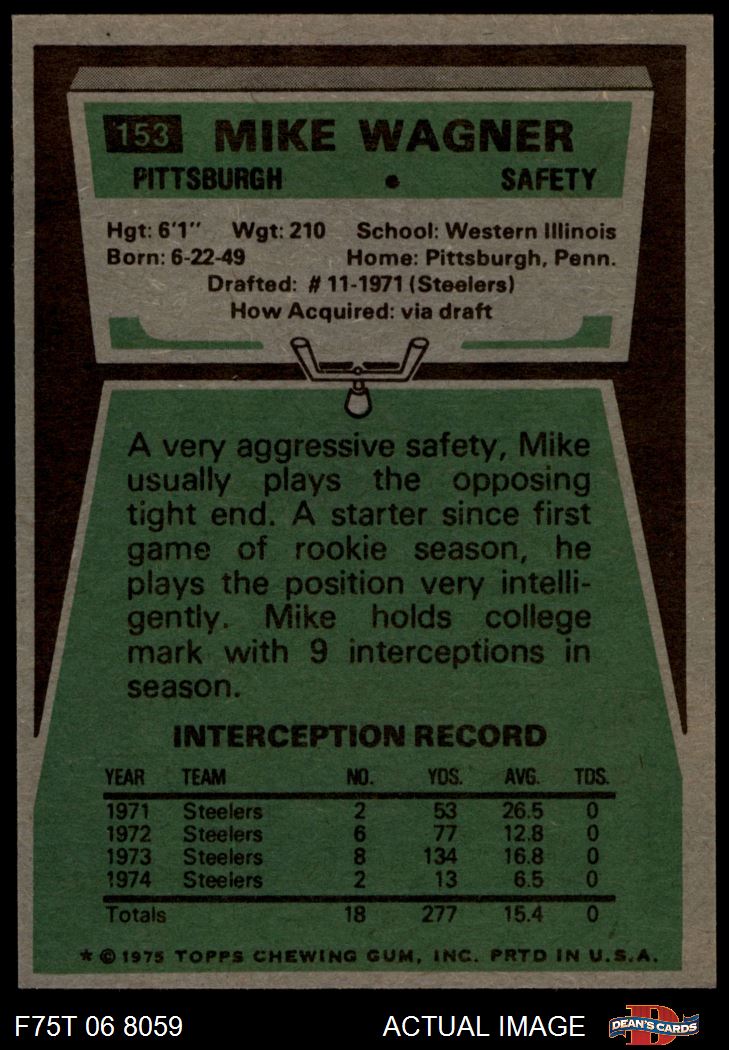 153 MIKE WAGNER
PITTSBURGH • SAFETY
Hgt: 6'1" Wgt: 210 School: Western Illinois
Born: 6-22-49 Home: Pittsburgh, Penn.
Drafted: # 11-1971 (Steelers)
How Acquired: via draft
A very aggressive safety, Mike
usually plays the opposing
tight end. A starter since first
game of rookie season, he
plays the position very intelli-
gently. Mike holds college
mark with 9 interceptions in
season.
INTERCEPTION RECORD
YEAR TEAM NO. YDS. AVG. TDS.
1971 Steelers 2 53 26.5 0
1972 Steelers 6 77 12.8 0
1973 Steelers 8 134 16.8 0
1974 Steelers 2 13 6.5 0
Totals 18 277 15.4 0
* © 1975 TOPPS CHEWING GUM, INC. PRTD IN U.S.A.
F75T 06 8059 ACTUAL IMAGE D DEAN'S CARDS